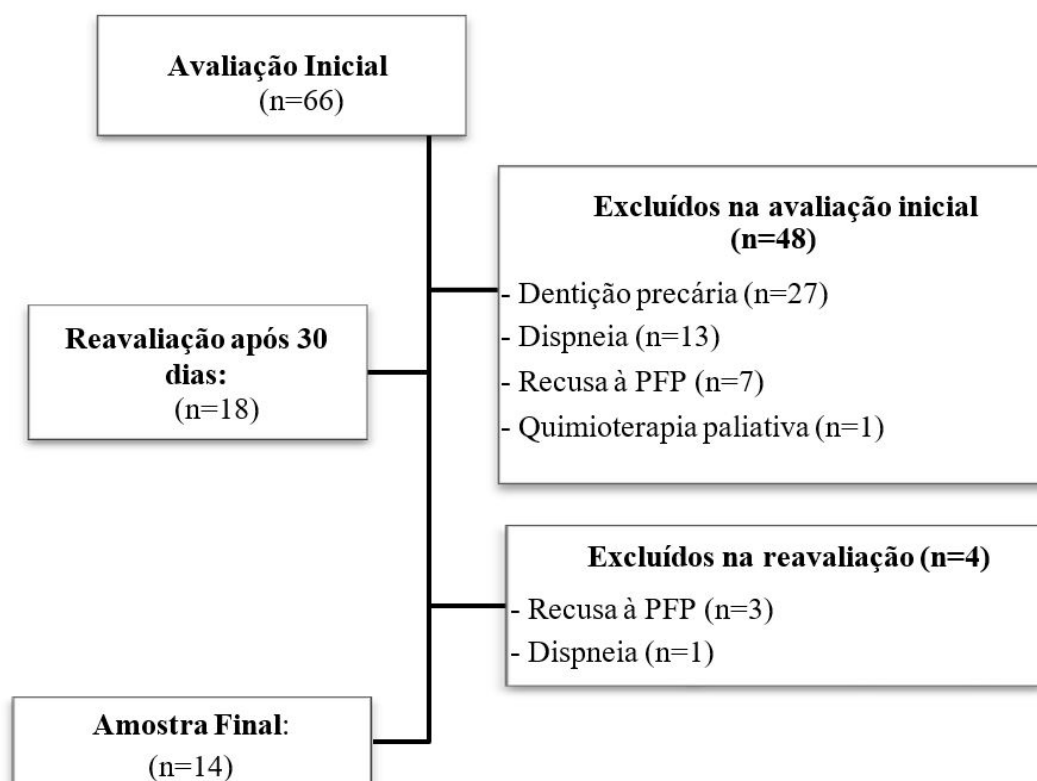 Avaliação Inicial
(n=66)
Excluídos na avaliação inicial
(n=48)
- Dentição precária (n=27)
- Dispneia (n=13)
- Recusa à PFP (n=7)
- Quimioterapia paliativa (n=1)
Reavaliação após 30
dias:
(n=18)
Excluídos na reavaliação (n=4)
- Recusa à PFP (n=3)
- Dispneia (n=1)
Amostra Final:
(n=14)